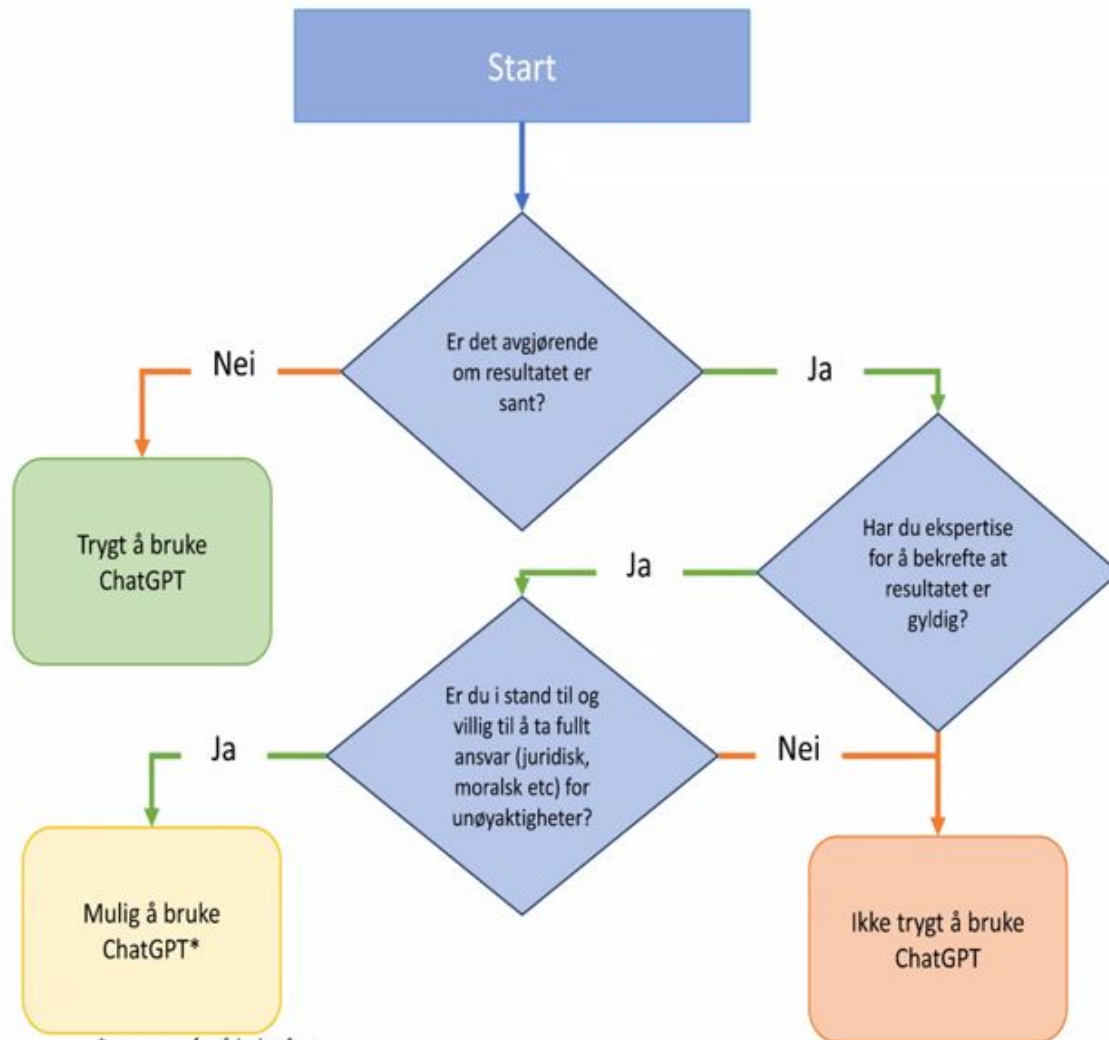 Start
Er det avgjørende
om resultatet er
sant?
Nei
Ja
Trygt å bruke
ChatGPT
Har du ekspertise
for å bekrefte at
resultatet er
gyldig?
Ja
Er du i stand til og
villig til å ta fullt
ansvar (juridisk,
moralsk etc) for
unøyaktigheter?
Ja
Nei
Mulig å bruke
ChatGPT*
Ikke trygt å bruke
ChatGPT